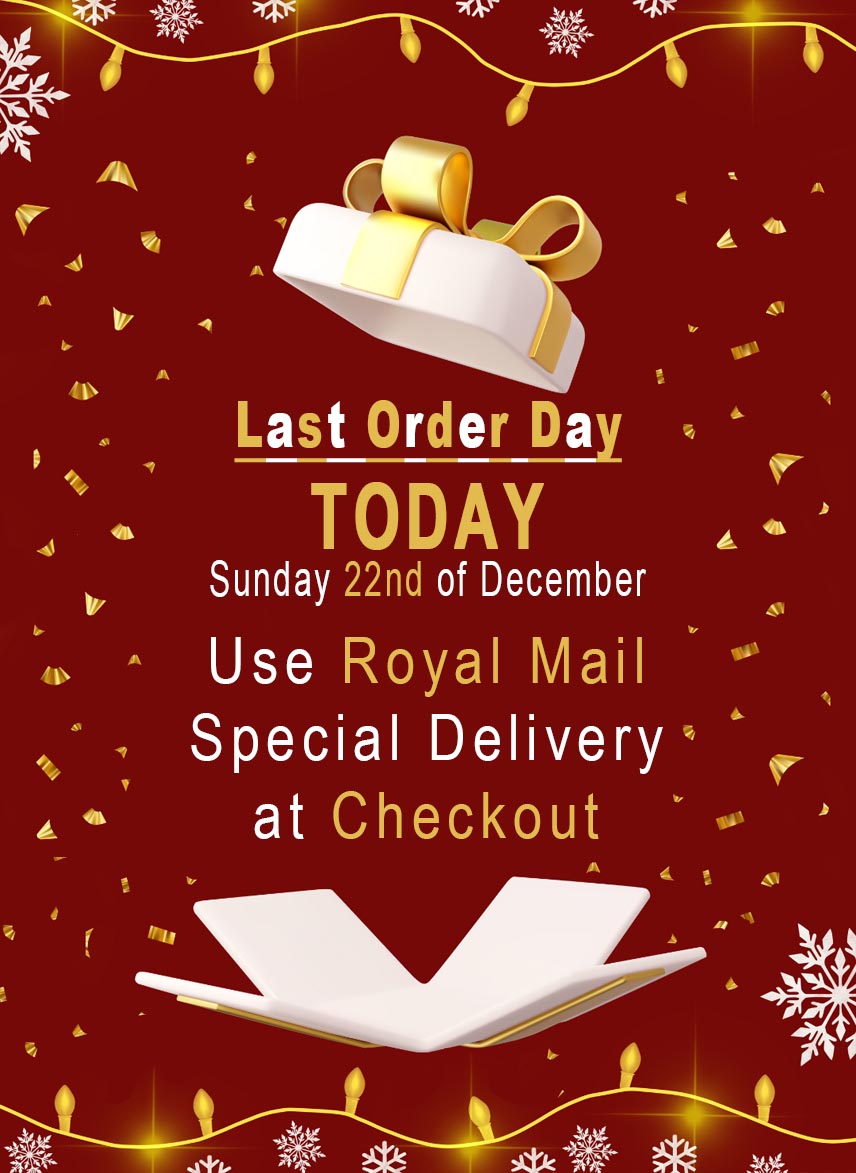 Last Order Day
TODAY
Sunday 22nd of December
Use Royal Mail
Special Delivery
at Checkout